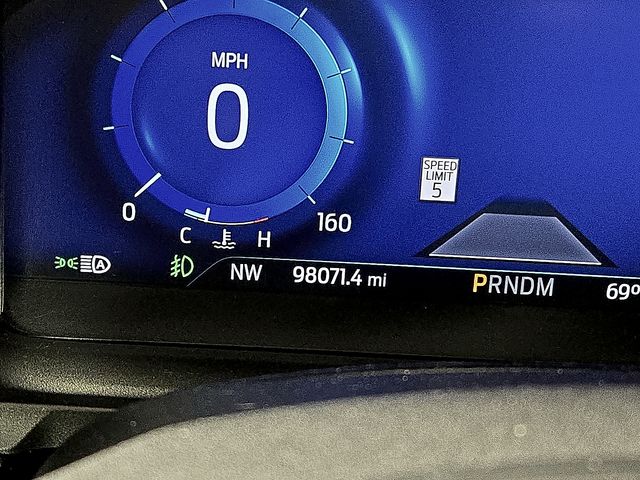 MPH
0
SPEED
LIMIT
5
0
160
C
H
A
NW 98071.4 mi PRNDM 69°